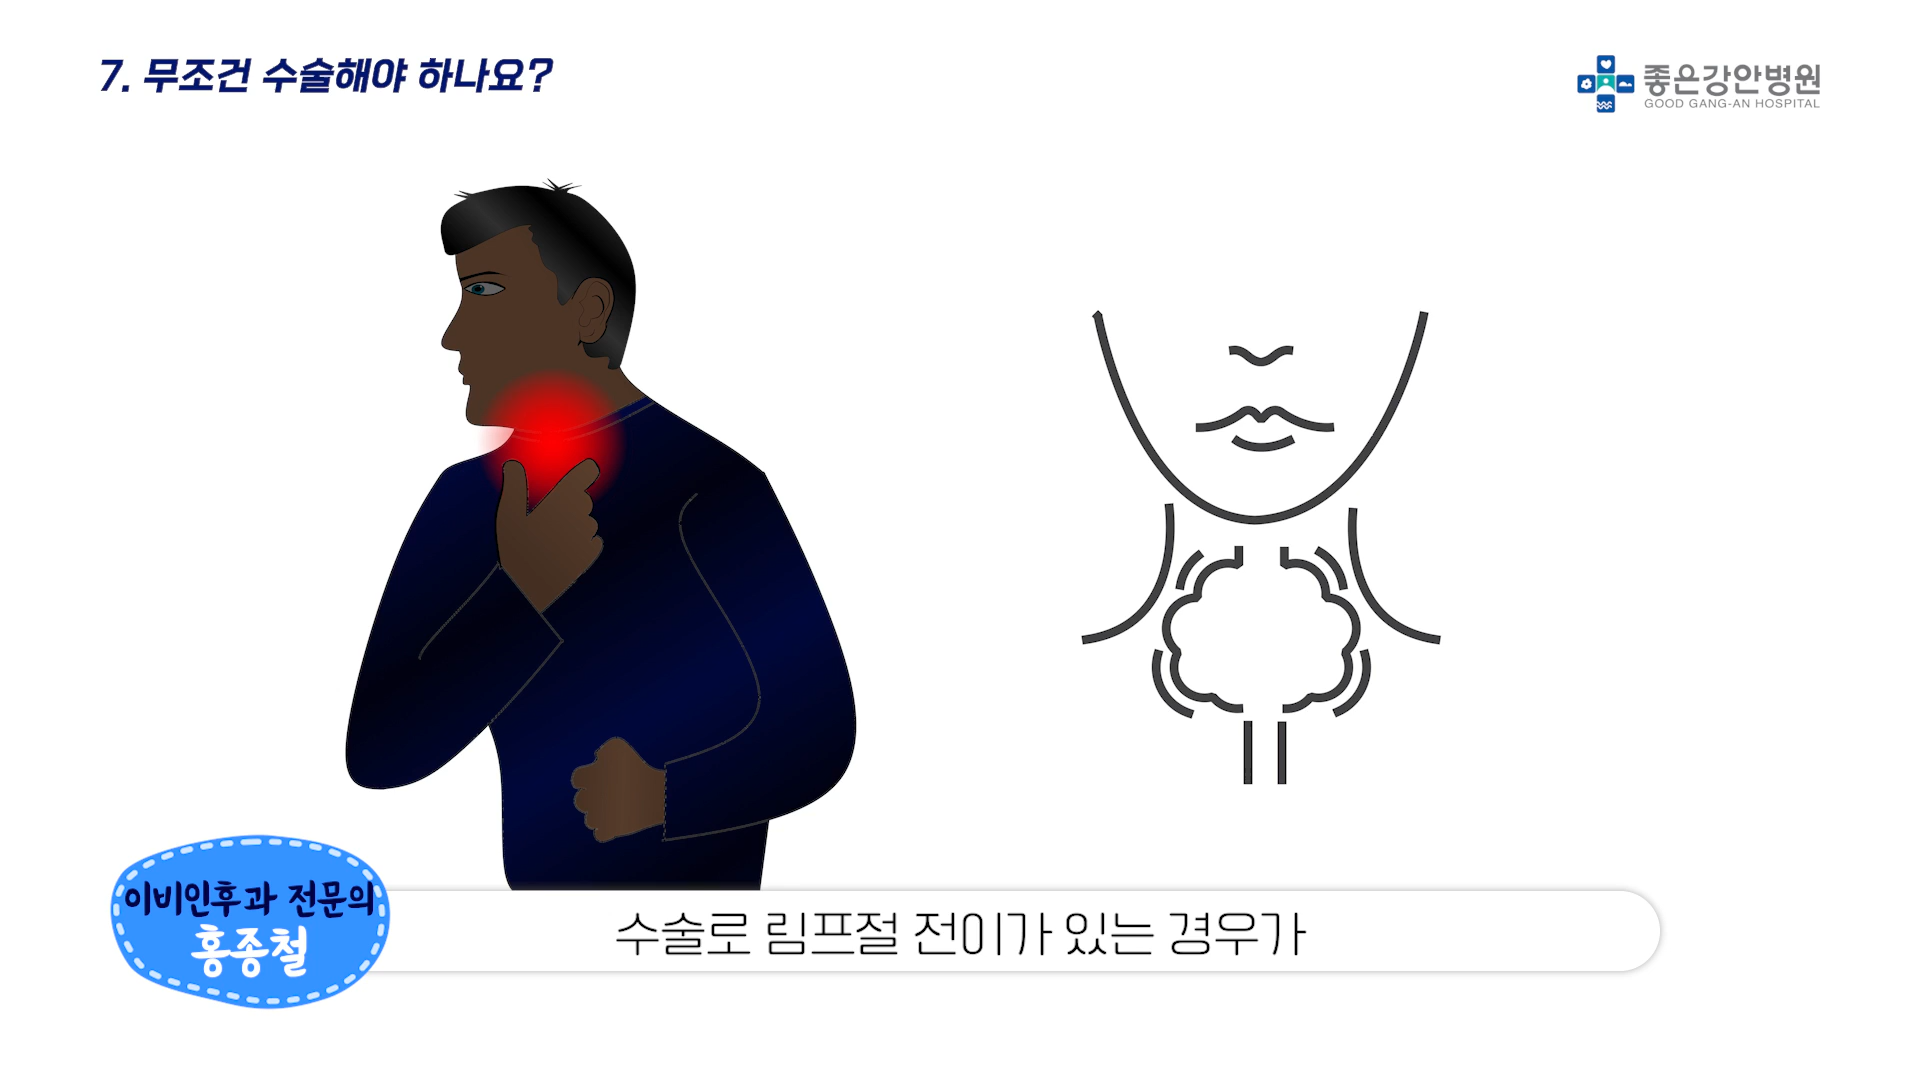 7. 무조건 수술해야 하나요?
좋은강안병원
GOOD GANG-AN HOSPITAL
이비인후과 전문의
홍종철
수술로 림프절 전이가 있는 경우가